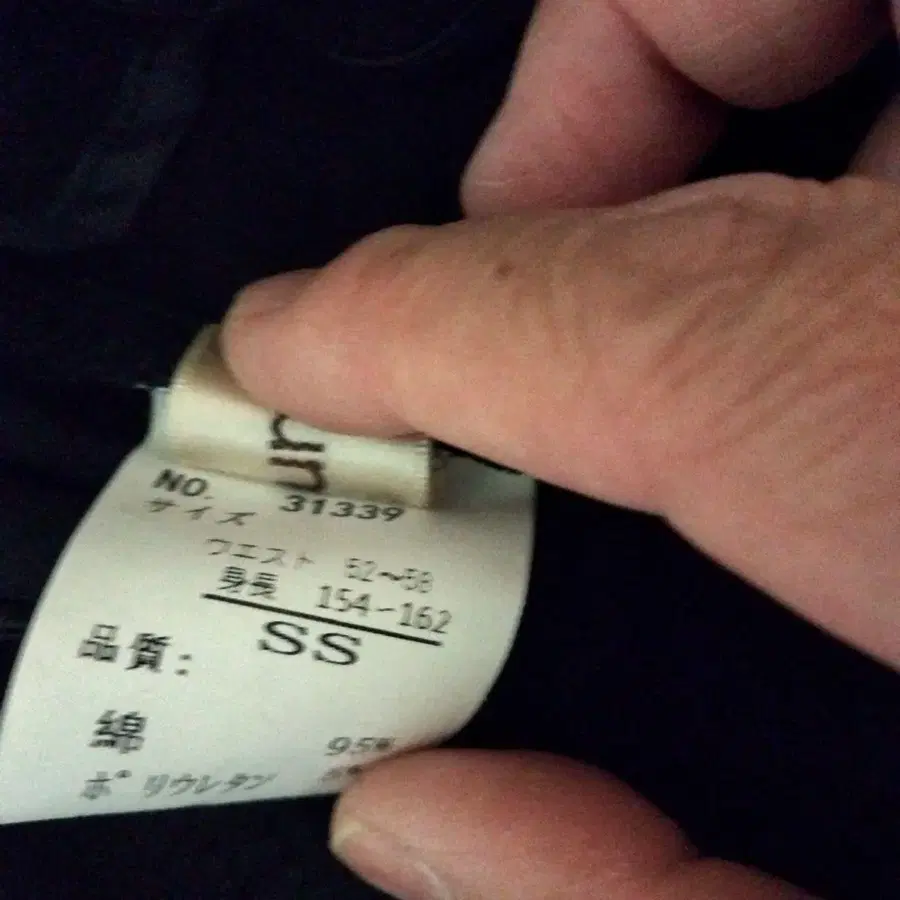 ur
NO. 31339
サイズ
ウエスト 52~58
身長 154-162
SS
品質:
綿 95%
ポリウレタン